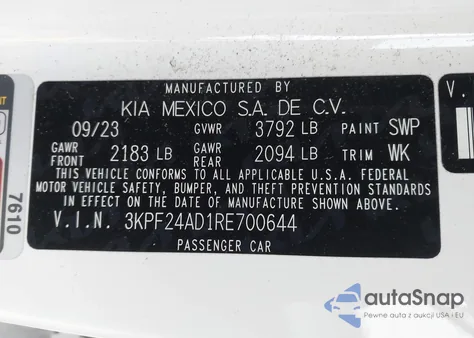 MANUFACTURED BY
KIA MEXICO S.A. DE C.V.
09/23 GVWR 3792 LB PAINT SWP
GAWR FRONT 2183 LB GAWR REAR 2094 LB TRIM WK
THIS VEHICLE CONFORMS TO ALL APPLICABLE U.S.A. FEDERAL
MOTOR VEHICLE SAFETY, BUMPER, AND THEFT PREVENTION STANDARDS
IN EFFECT ON THE DATE OF MANUFACTURE SHOWN ABOVE.
V.I.N. 3KPF24AD1RE700644
PASSENGER CAR
7610
V.
autoSnap
Pewne auta z aukcji USA i EU